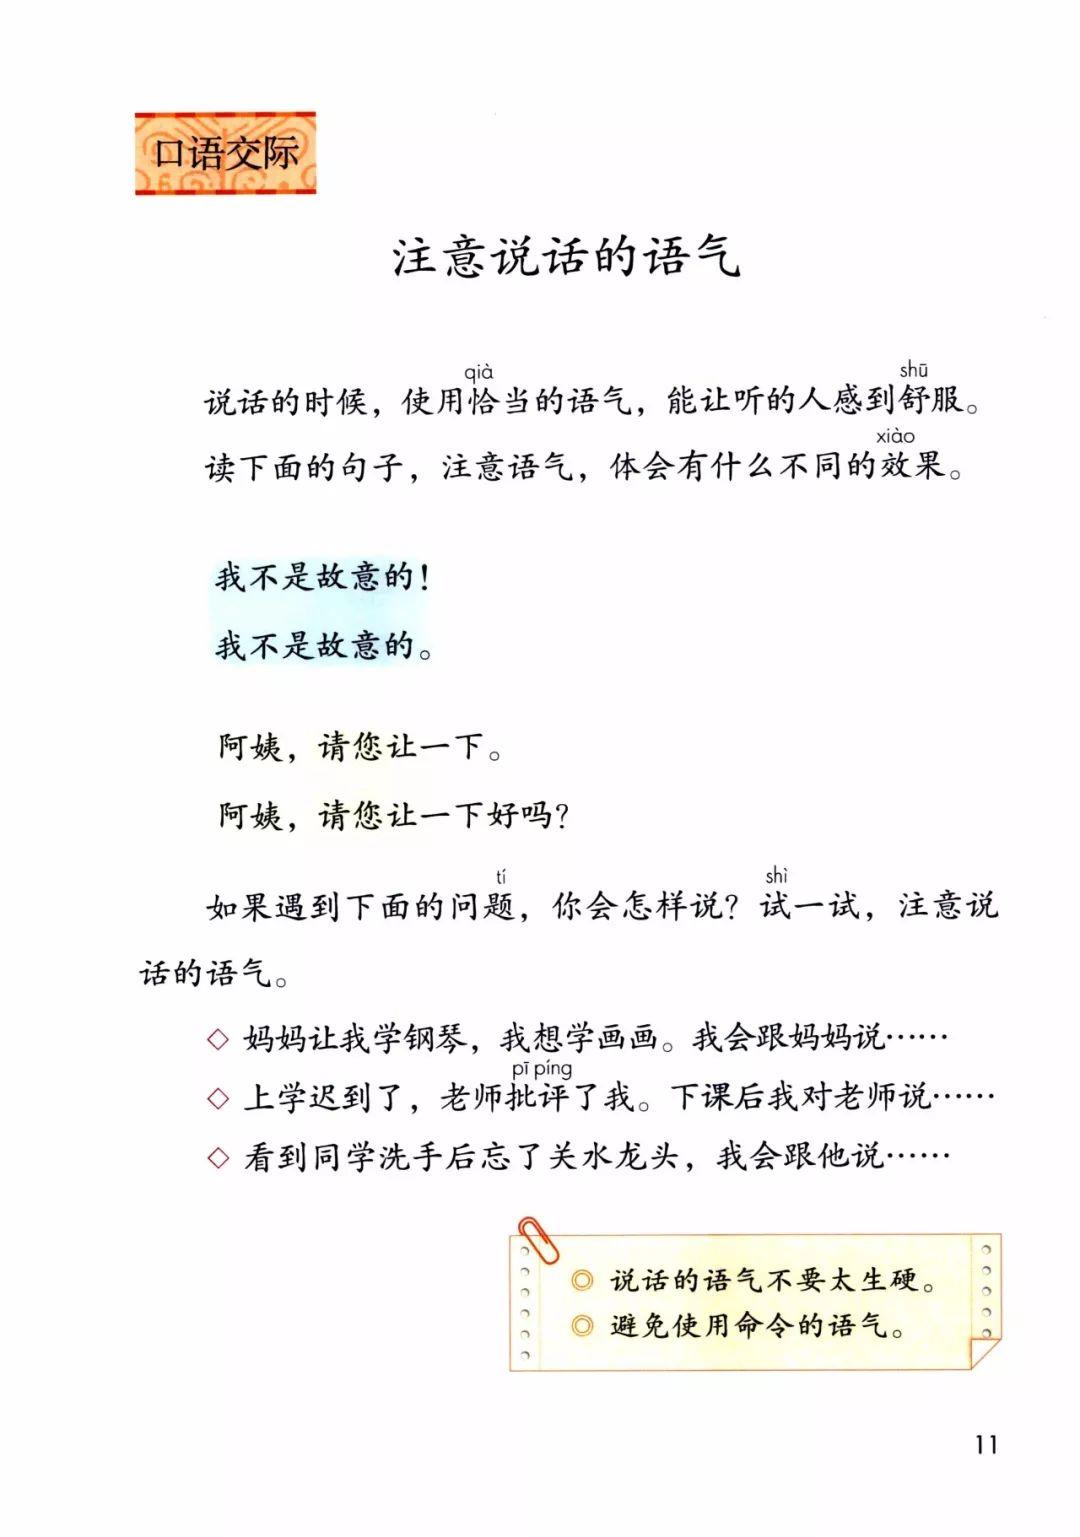 口语交际
注意说话的语气
qià shū
说话的时候，使用恰当的语气，能让听的人感到舒服。
xiào
读下面的句子，注意语气，体会有什么不同的效果。
我不是故意的！
我不是故意的。
阿姨，请您让一下。
阿姨，请您让一下好吗？
tí shì
如果遇到下面的问题，你会怎样说？试一试，注意说
话的语气。
◇ 妈妈让我学钢琴，我想学画画。我会跟妈妈说……
pī píng
◇ 上学迟到了，老师批评了我。下课后我对老师说……
◇ 看到同学洗手后忘了关水龙头，我会跟他说……
◎ 说话的语气不要太生硬。
◎ 避免使用命令的语气。
11